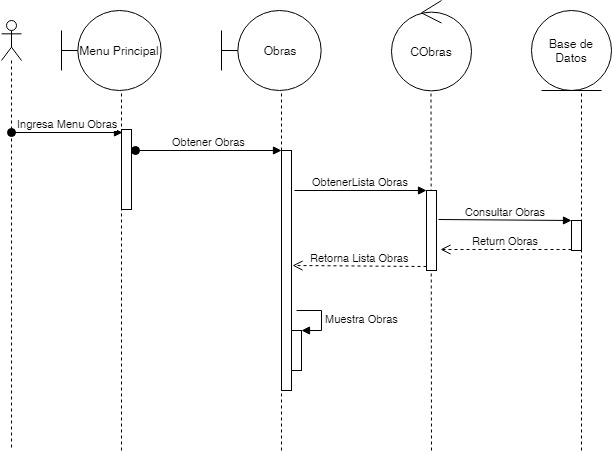 Menu Principal
Obras
CObras
Base de
Datos
Ingresa Menu Obras
Obtener Obras
ObtenerLista Obras
Consultar Obras
Return Obras
Retorna Lista Obras
Muestra Obras